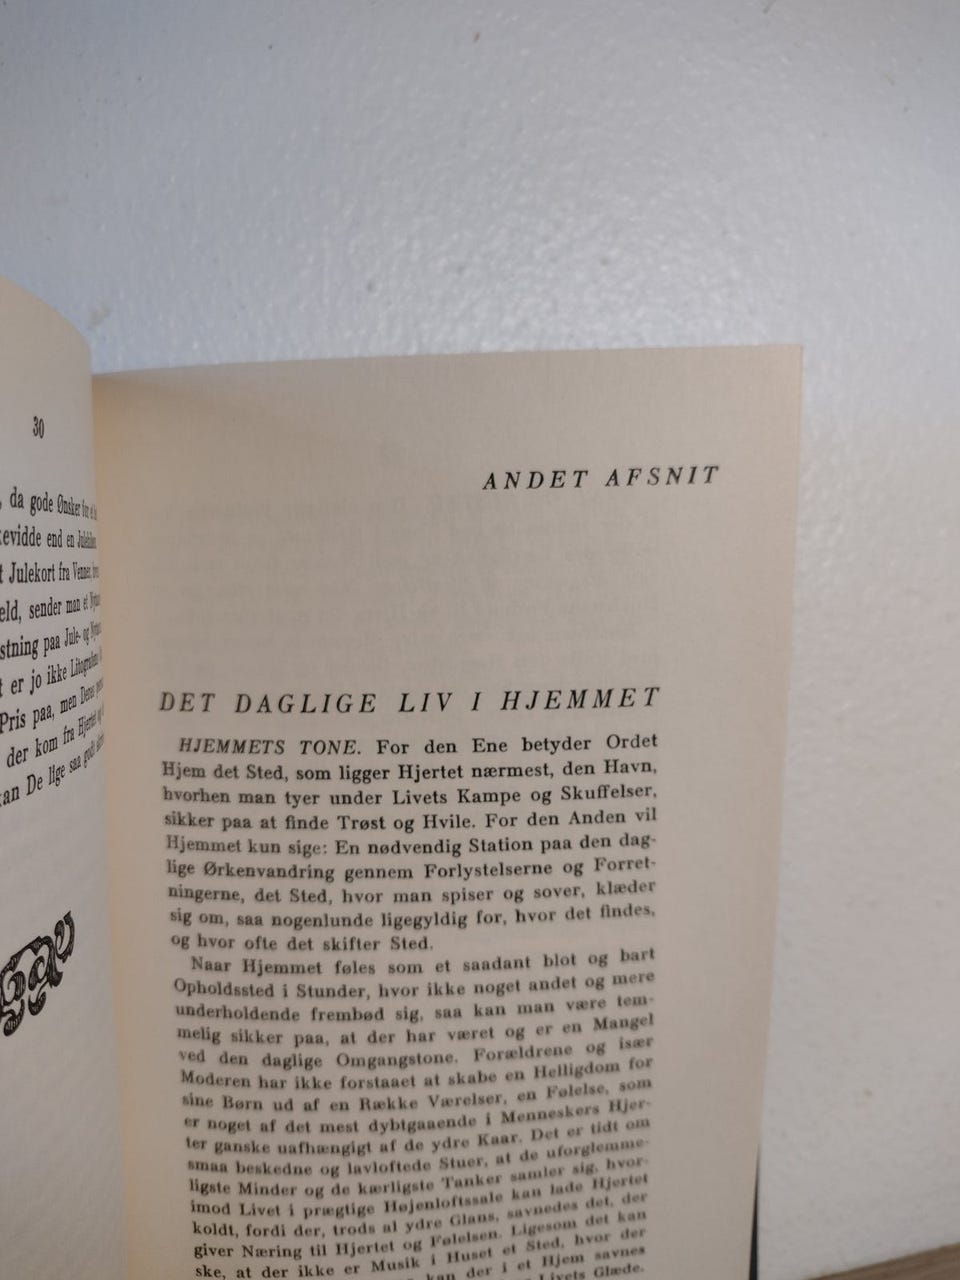 30
da gode Ønsker
evidde end en
Julekort fra
eld, sender man et
stning paa Jule- og
er jo ikke
Pris paa, men
der kom fra Hjertet
an De lige saa
ANDET AFSNIT
DET DAGLIGE LIV I HJEMMET
HJEMMETS TONE. For den Ene betyder Ordet
Hjem det Sted, som ligger Hjertet nærmest, den Havn,
hvorhen man tyer under Livets Kampe og Skuffelser,
sikker paa at finde Trøst og Hvile. For den Anden vil
Hjemmet kun sige: En nødvendig Station paa den dag-
lige Ørkenvandring gennem Forlystelserne og Forret-
ningerne, det Sted, hvor man spiser og sover, klæder
sig om, saa nogenlunde ligegyldig for, hvor det findes,
og hvor ofte det skifter Sted.
Naar Hjemmet føles som et saadant blot og bart
Opholdssted i Stunder, hvor ikke noget andet og mere
underholdende frembød sig, saa kan man være tem-
melig sikker paa, at der har været og er en Mangel
ved den daglige Omgangstone. Forældrene og især
Moderen har ikke forstaaet at skabe en Helligdom for
sine Børn ud af en Række Værelser, en Følelse, som
er noget af det mest dybtgaaende i Menneskers Hjer-
ter ganske uafhængigt af de ydre Kaar. Det er tidt om
smaa beskedne og lavloftede Stuer, at de uforglemme-
ligste Minder og de kærligste Tanker samler sig, hvor-
imod Livet i prægtige Højenloftssale kan lade Hjertet
koldt, fordi der, trods al ydre Glans, savnedes det, der
giver Næring til Hjertet og Følelsen. Ligesom det kan
ske, at der ikke er Musik i Huset et Sted, hvor der
kan der i et Hjem savnes
Livets Glæde.